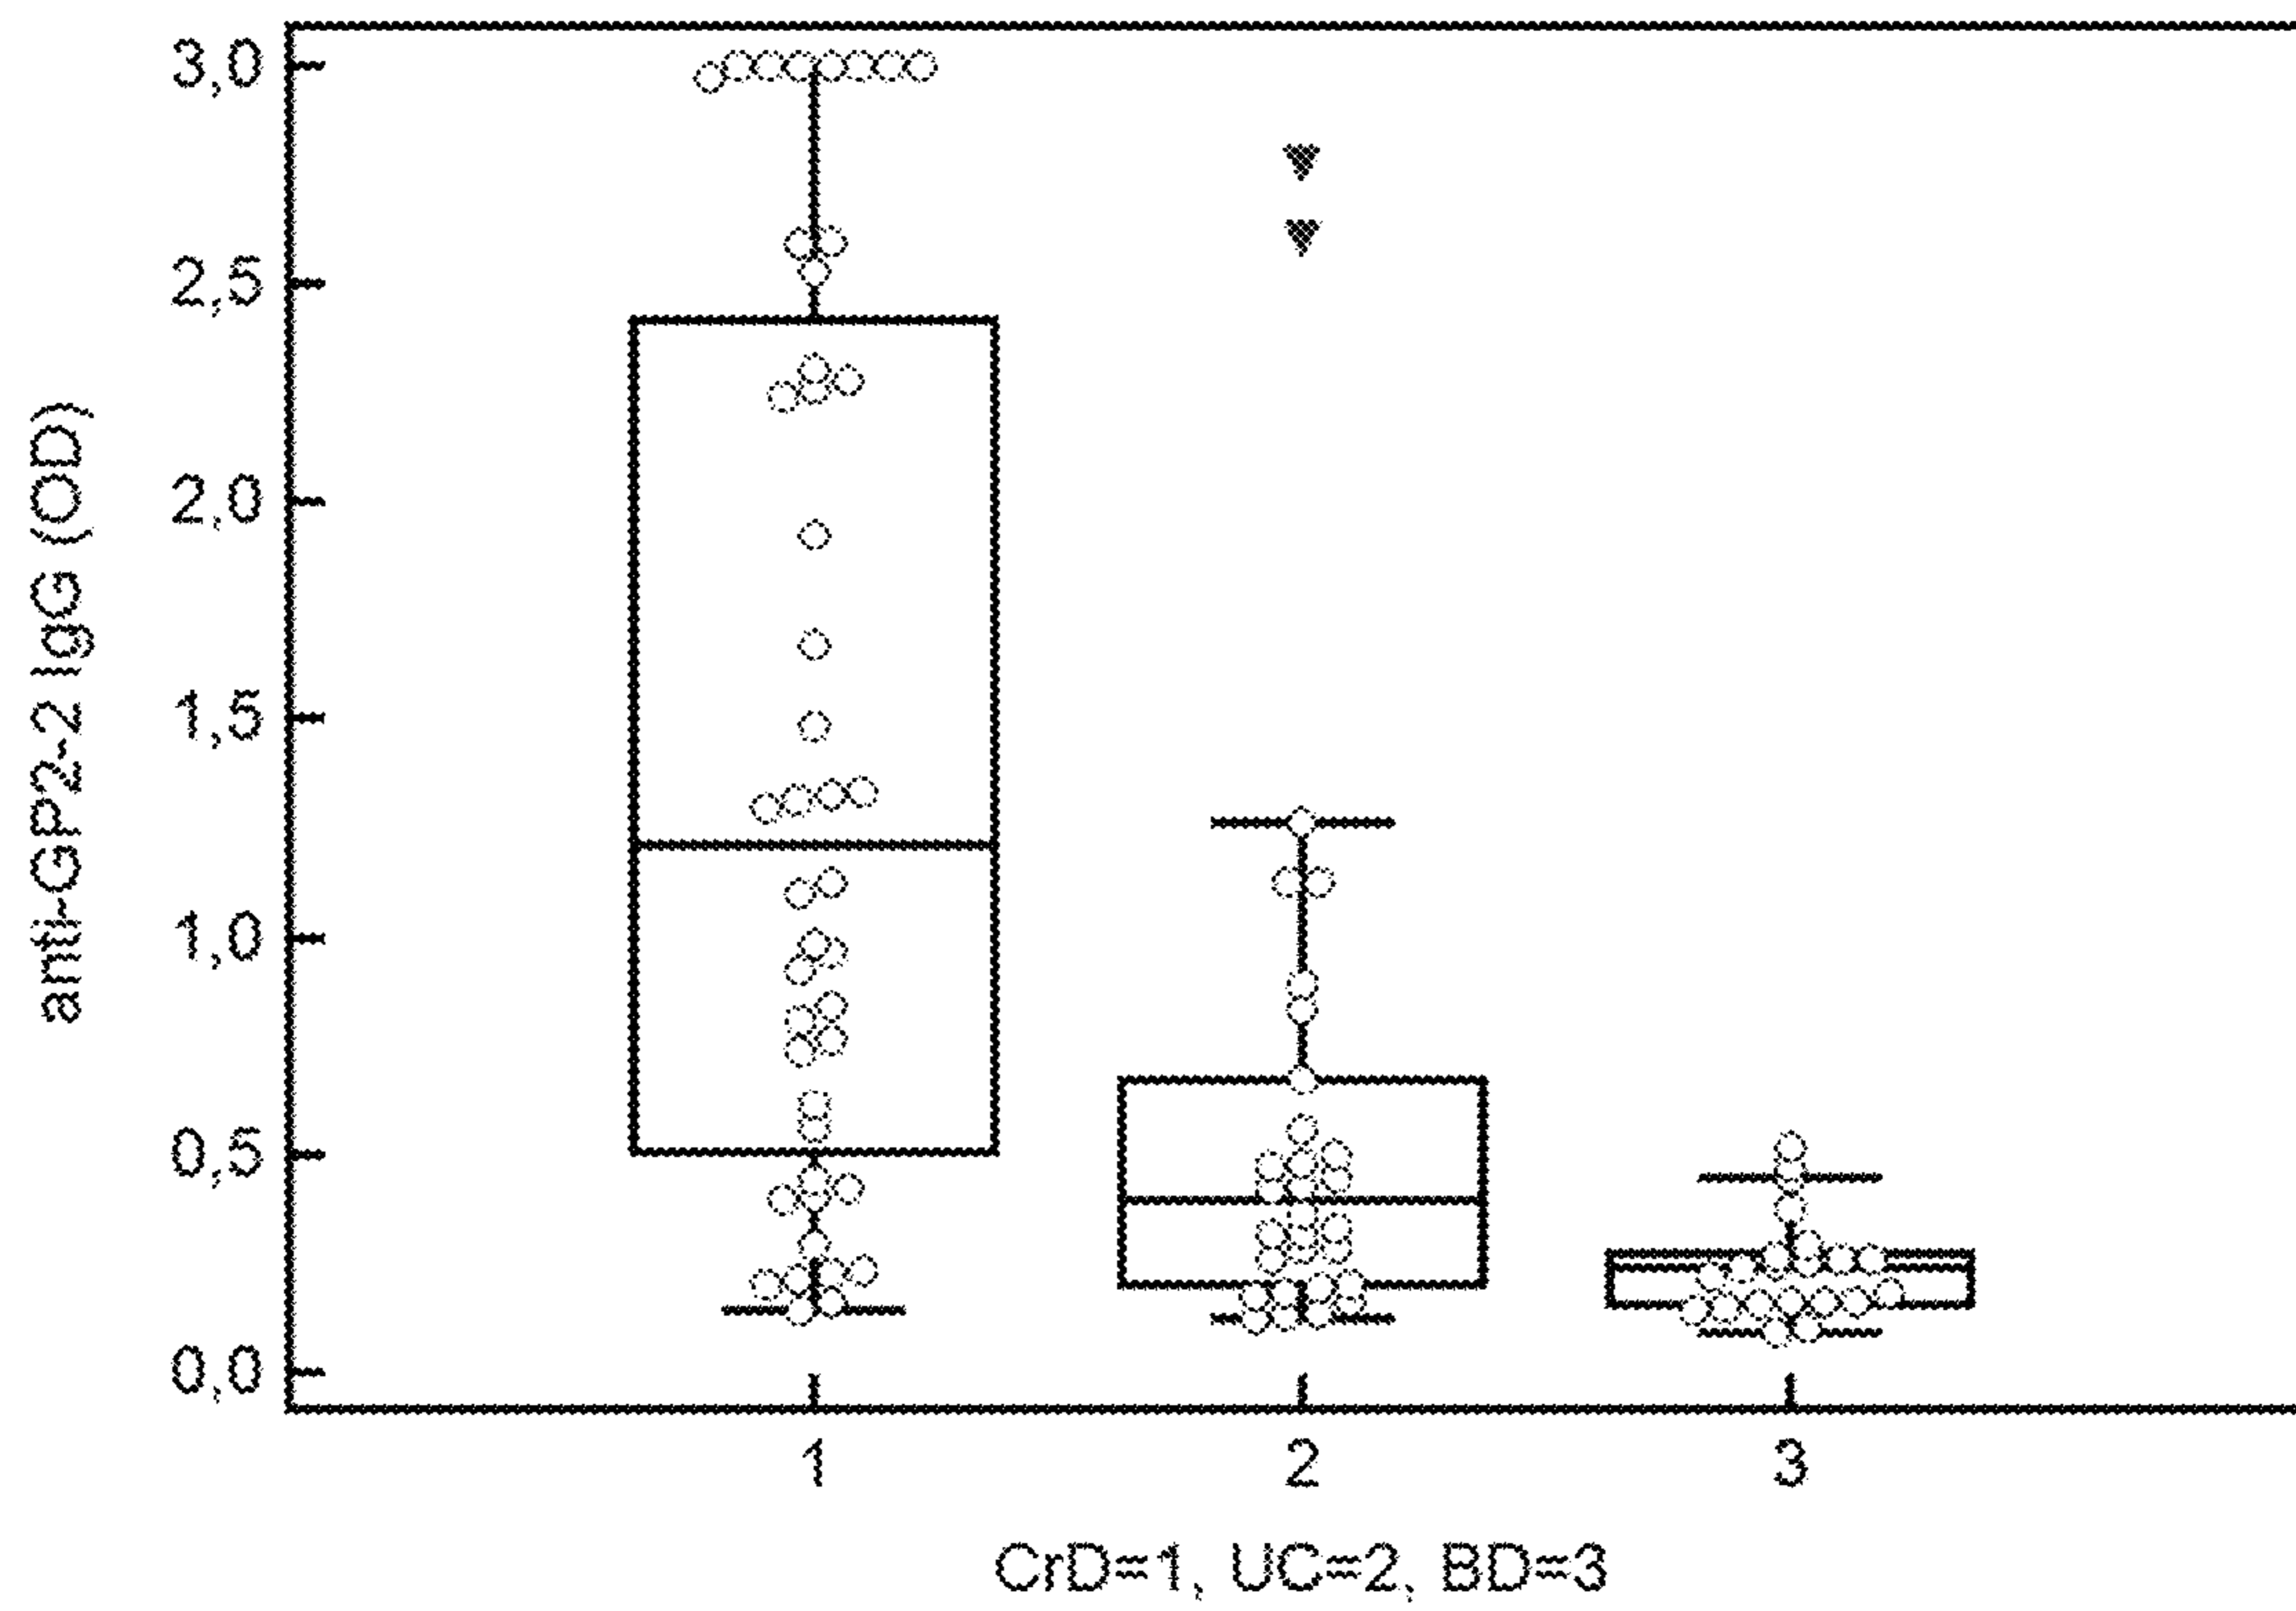 3,0
2,5
2,0
1,5
1,0
0,5
0,0
anti-GP2-2 IgG (OD)
1 2 3
CrD=1, UC=2, BD=3